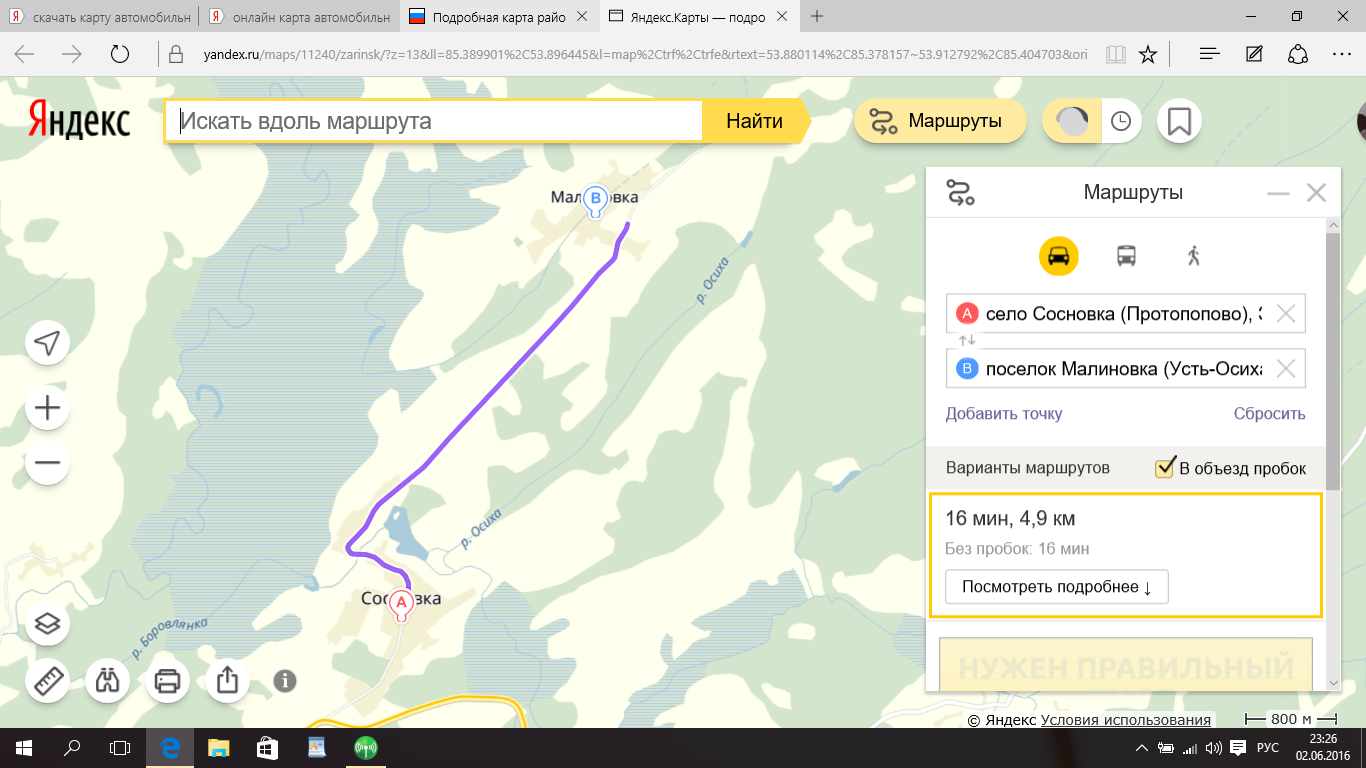 скачать карту автомобильн
онлайн карта автомобильн
Подробная карта райо
Яндекс.Карты — подро
yandex.ru/maps/11240/zarinsk/?z=13&ll=85.389901%2C53.896445&l=map%2Ctrf%2Ctrfe&rtext=53.880114%2C85.378157~53.912792%2C85.404703&ori
Яндекс
Искать вдоль маршрута
Найти
Маршруты
Маршруты
A
село Сосновка (Протопопово), З
B
поселок Малиновка (Усть-Осиха
Добавить точку
Сбросить
Варианты маршрутов
В объезд пробок
16 мин, 4,9 км
Без пробок: 16 мин
Посмотреть подробнее ↓
НУЖЕН ПРАВИЛЬНЫЙ
B
р. Осиха
р. Осиха
A
р. Боровлянка
© Яндекс Условия использования
800 м
РУС
23:26
02.06.2016